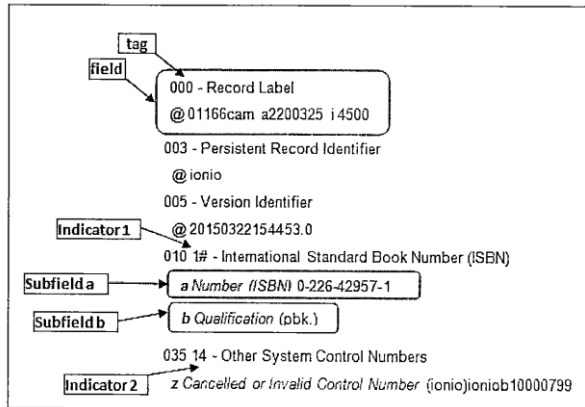 tag
field
000 - Record Label
@ 01166cam a2200325 i 4500
003 - Persistent Record Identifier
@ ionio
005 - Version Identifier
Indicator 1
@ 20150322154453.0
010 1# - International Standard Book Number (ISBN)
Subfield a
a Number (ISBN) 0-226-42957-1
Subfield b
b Qualification (pbk.)
035 14 - Other System Control Numbers
Indicator 2
z Cancelled or Invalid Control Number (ionio)ioniob10000799